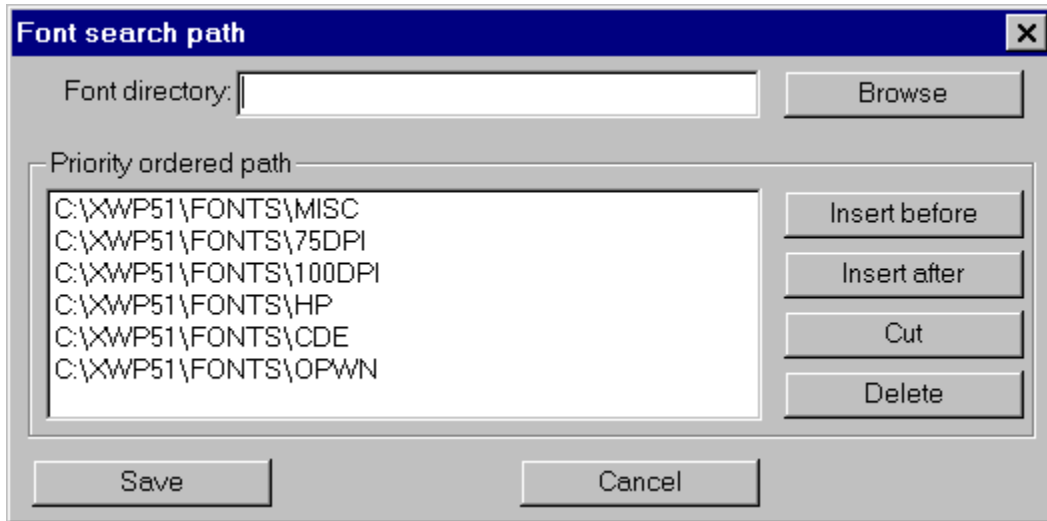 Font search path
Font directory:
Browse
Priority ordered path
C:\XWP51\FONTS\MISC
C:\XWP51\FONTS\75DPI
C:\XWP51\FONTS\100DPI
C:\XWP51\FONTS\HP
C:\XWP51\FONTS\CDE
C:\XWP51\FONTS\OPWN
Insert before
Insert after
Cut
Delete
Save
Cancel